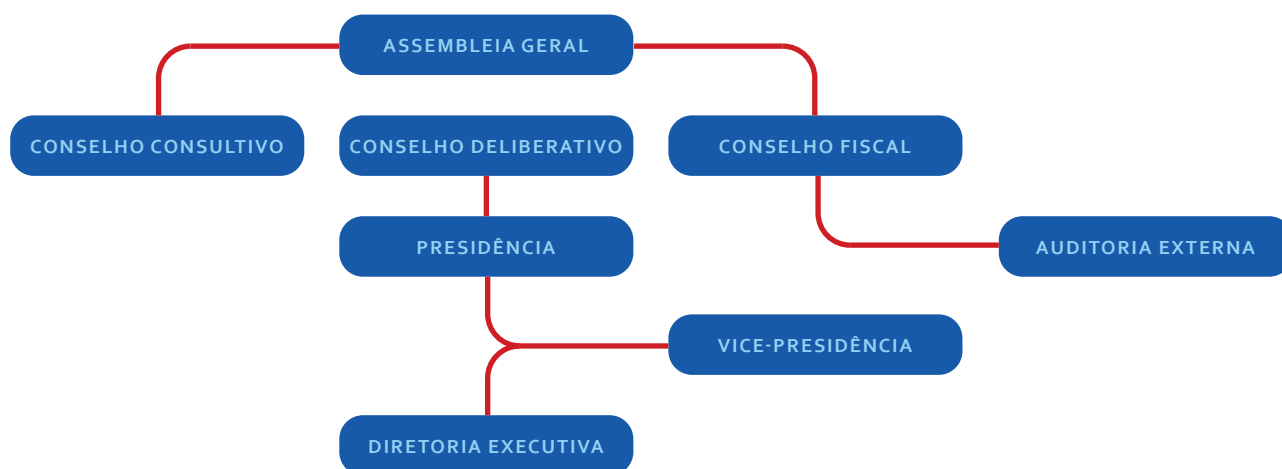 ASSEMBLEIA GERAL
CONSELHO CONSULTIVO
CONSELHO DELIBERATIVO
CONSELHO FISCAL
PRESIDÊNCIA
AUDITORIA EXTERNA
VICE-PRESIDÊNCIA
DIRETORIA EXECUTIVA